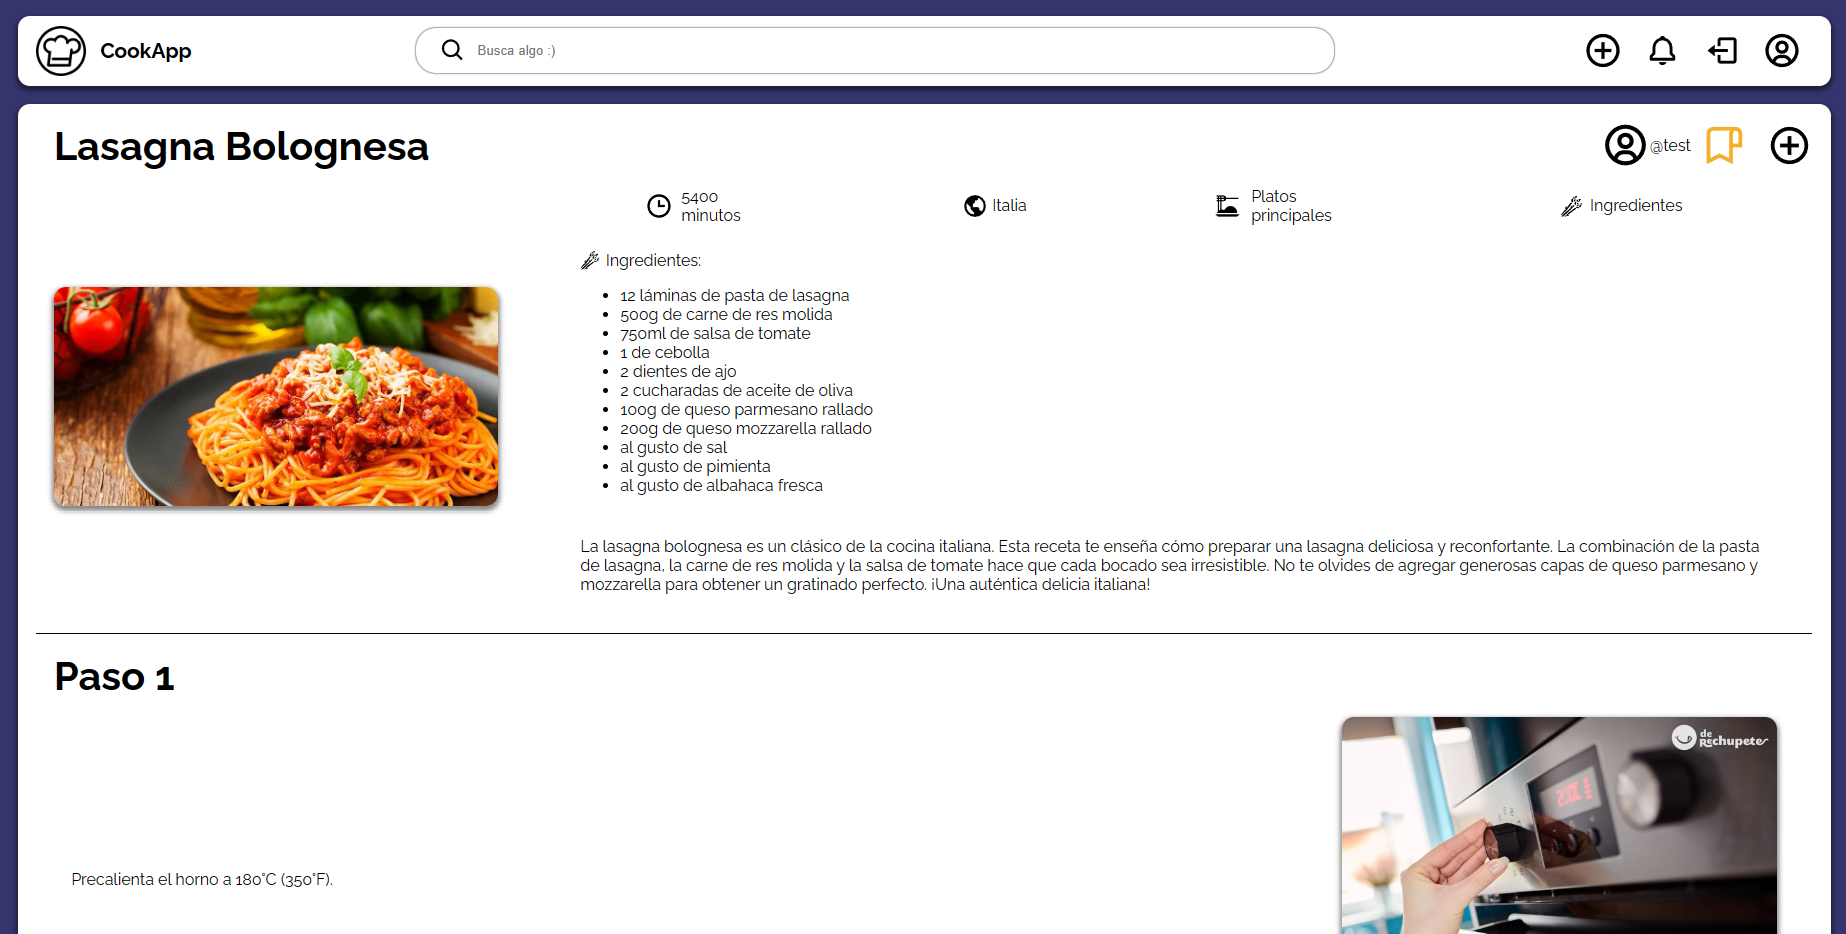 CookApp
Busca algo :)
Lasagna Bolognesa
@test
5400
minutos
Italia
Platos
principales
Ingredientes
Ingredientes:
12 láminas de pasta de lasagna
500g de carne de res molida
750ml de salsa de tomate
1 de cebolla
2 dientes de ajo
2 cucharadas de aceite de oliva
100g de queso parmesano rallado
200g de queso mozzarella rallado
al gusto de sal
al gusto de pimienta
al gusto de albahaca fresca
La lasagna bolognesa es un clásico de la cocina italiana. Esta receta te enseña cómo preparar una lasagna deliciosa y reconfortante. La combinación de la pasta
de lasagna, la carne de res molida y la salsa de tomate hace que cada bocado sea irresistible. No te olvides de agregar generosas capas de queso parmesano y
mozzarella para obtener un gratinado perfecto. ¡Una auténtica delicia italiana!
Paso 1
de
Rechupete
Precalienta el horno a 180°C (350°F).